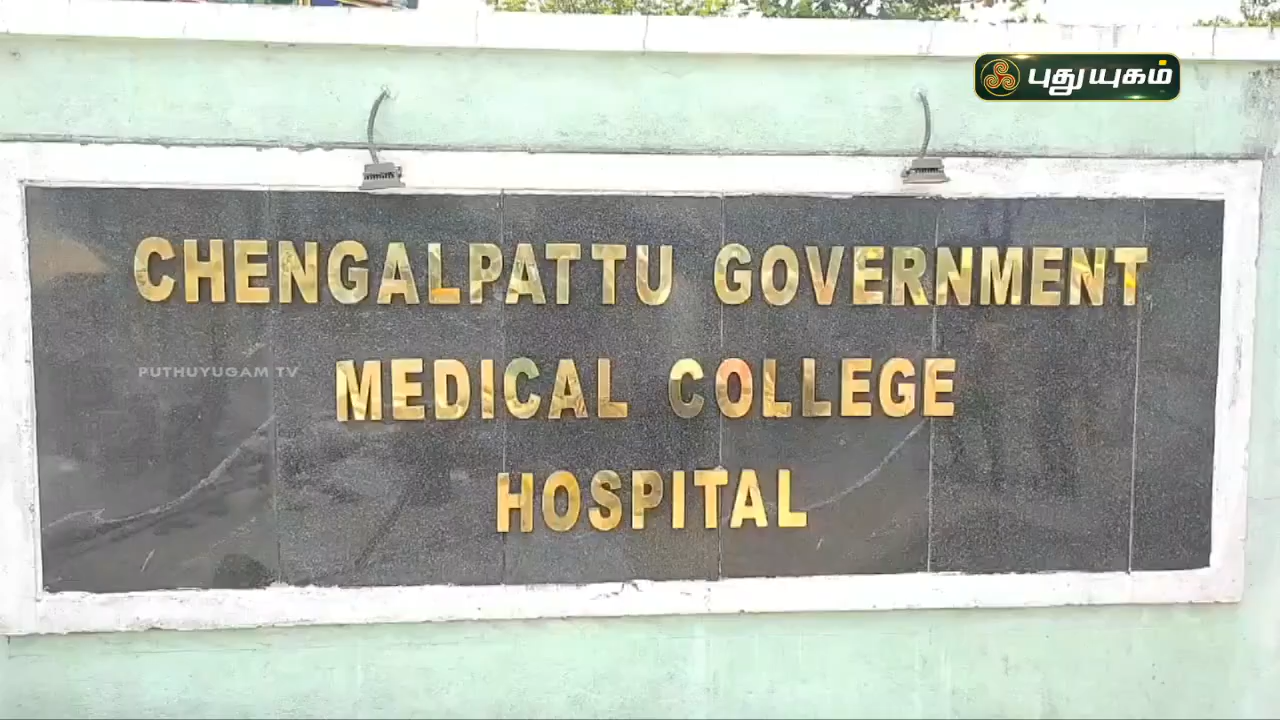 புதுயுகம்
CHENGALPATTU GOVERNMENT
PUTHUYUGAM TV
MEDICAL COLLEGE
HOSPITAL